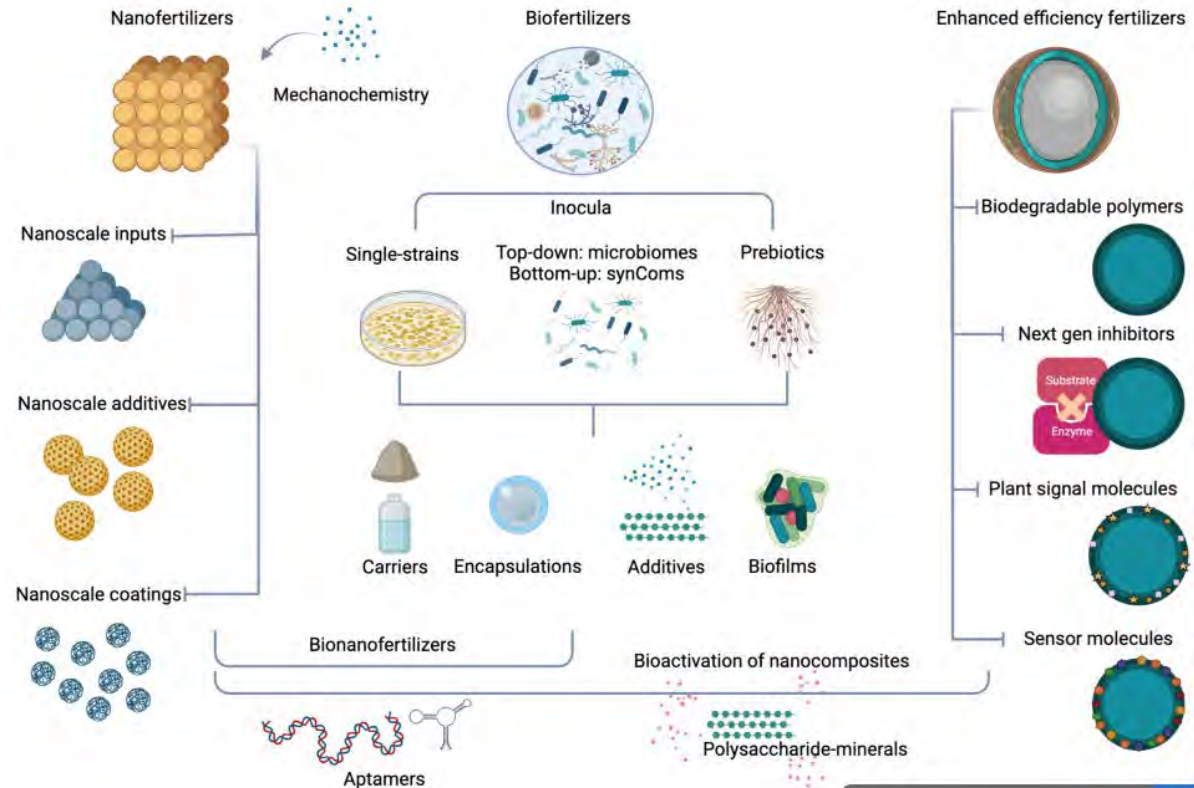 Nanofertilizers
Biofertilizers
Enhanced efficiency fertilizers
Mechanochemistry
Inocula
Biodegradable polymers
Nanoscale inputs
Single-strains
Top-down: microbiomes
Bottom-up: synComs
Prebiotics
Next gen inhibitors
Substrate
Enzyme
Nanoscale additives
Plant signal molecules
Carriers
Encapsulations
Additives
Biofilms
Nanoscale coatings
Bionanofertilizers
Sensor molecules
Bioactivation of nanocomposites
Polysaccharide-minerals
Aptamers